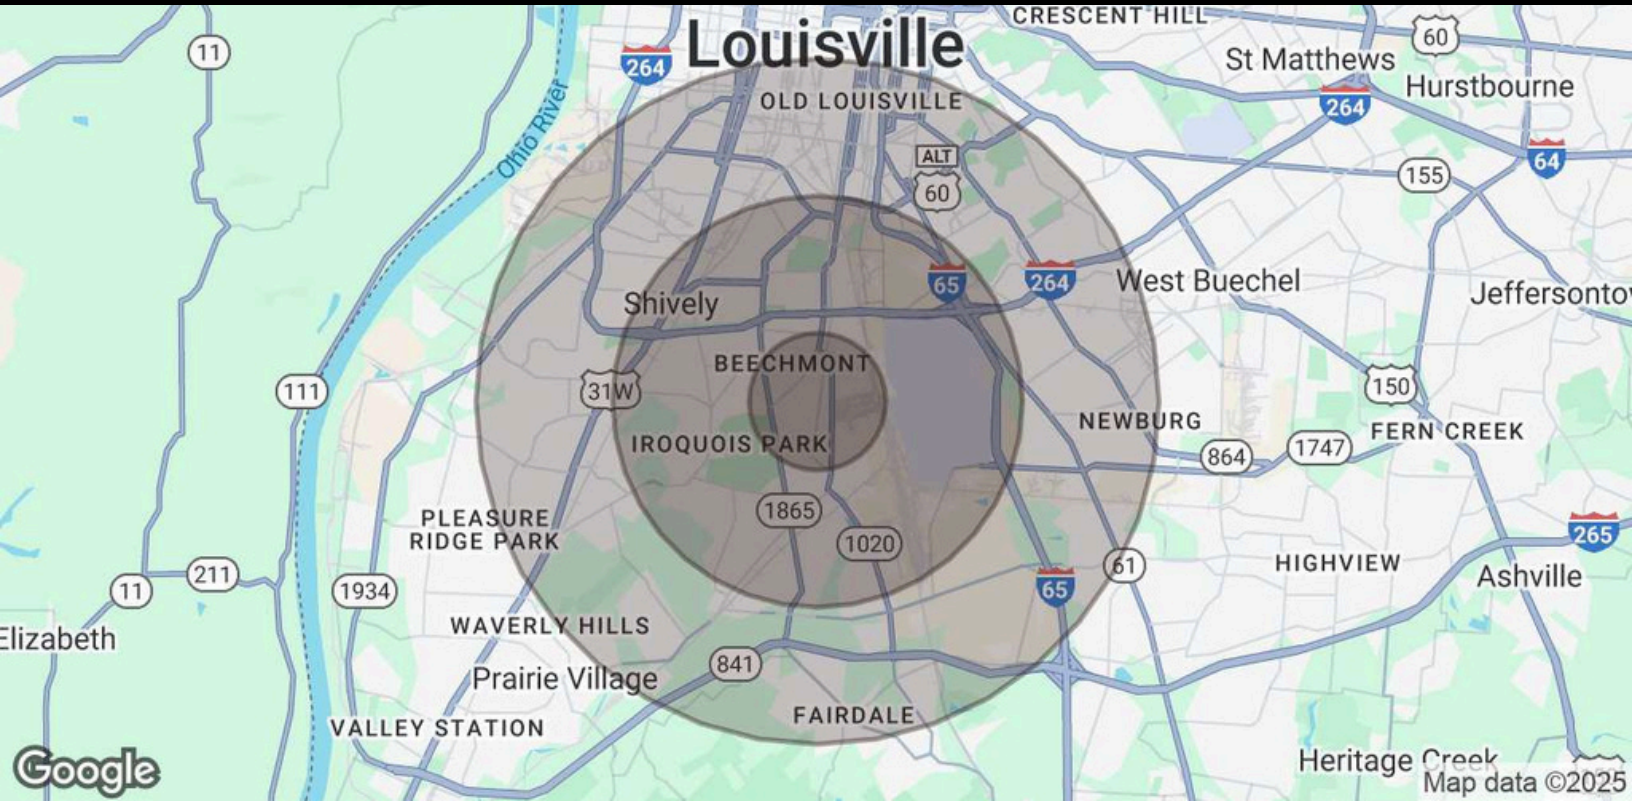 CRESCENT HILL
Louisville
60
11
264
St Matthews
Hurstbourne
OLD LOUISVILLE
264
Ohio River
ALT
60
64
155
65
264
West Buechel
Shively
Jeffersontow
BEECHMONT
111
31W
150
NEWBURG
FERN CREEK
IROQUOIS PARK
864
1747
1865
PLEASURE
RIDGE PARK
265
1020
61
HIGHVIEW
211
11
1934
65
Ashville
WAVERLY HILLS
Elizabeth
841
Prairie Village
FAIRDALE
VALLEY STATION
Heritage Creek
Google
Map data ©2025